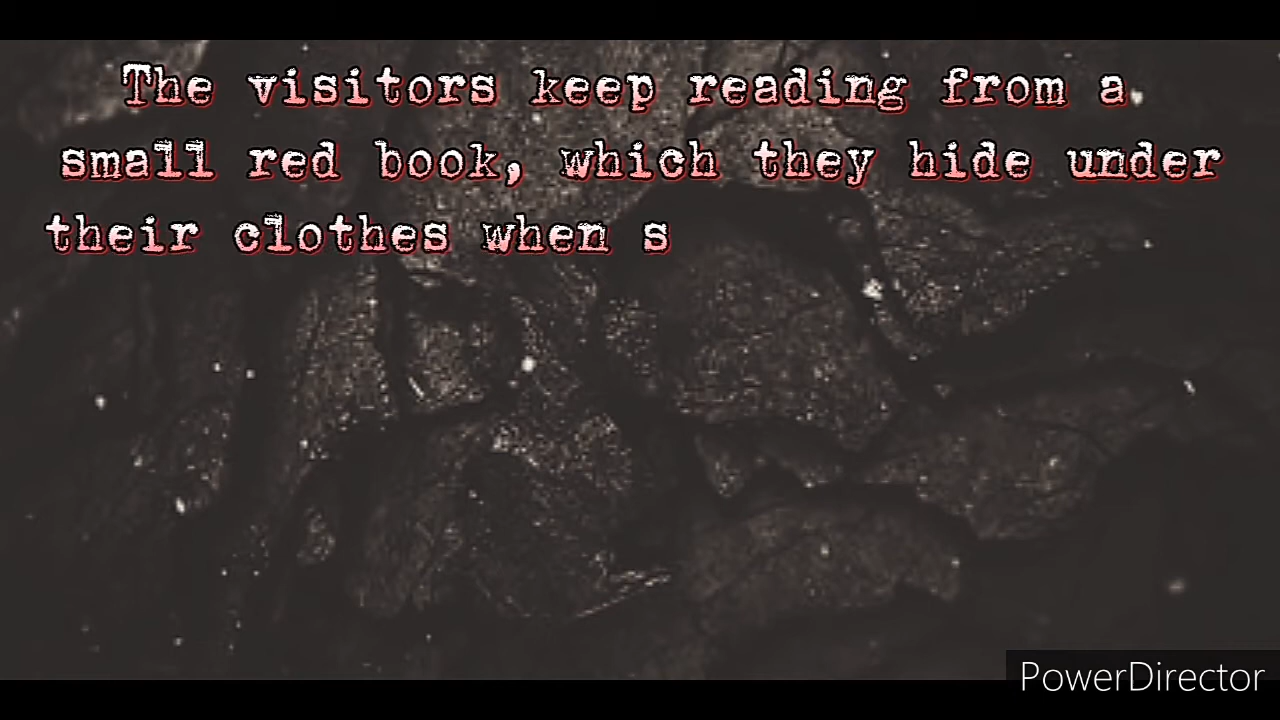 The visitors keep reading from a
small red book, which they hide under
their clothes when s
PowerDirector